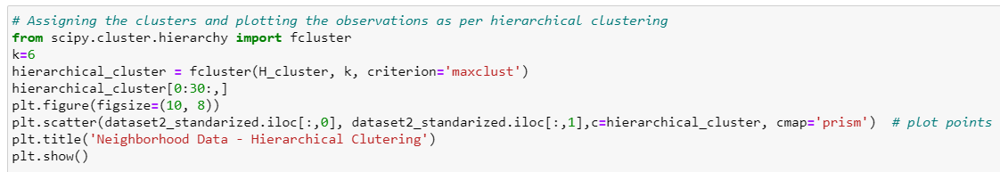 # Assigning the clusters and plotting the observations as per hierarchical clustering
from scipy.cluster.hierarchy import fcluster
k=6
hierarchical_cluster = fcluster(H_cluster, k, criterion='maxclust')
hierarchical_cluster[0:30:,]
plt.figure(figsize=(10, 8))
plt.scatter(dataset2_standarized.iloc[:,0], dataset2_standarized.iloc[:,1],c=hierarchical_cluster, cmap='prism')  # plot points
plt.title('Neighborhood Data - Hierarchical Clutering')
plt.show()